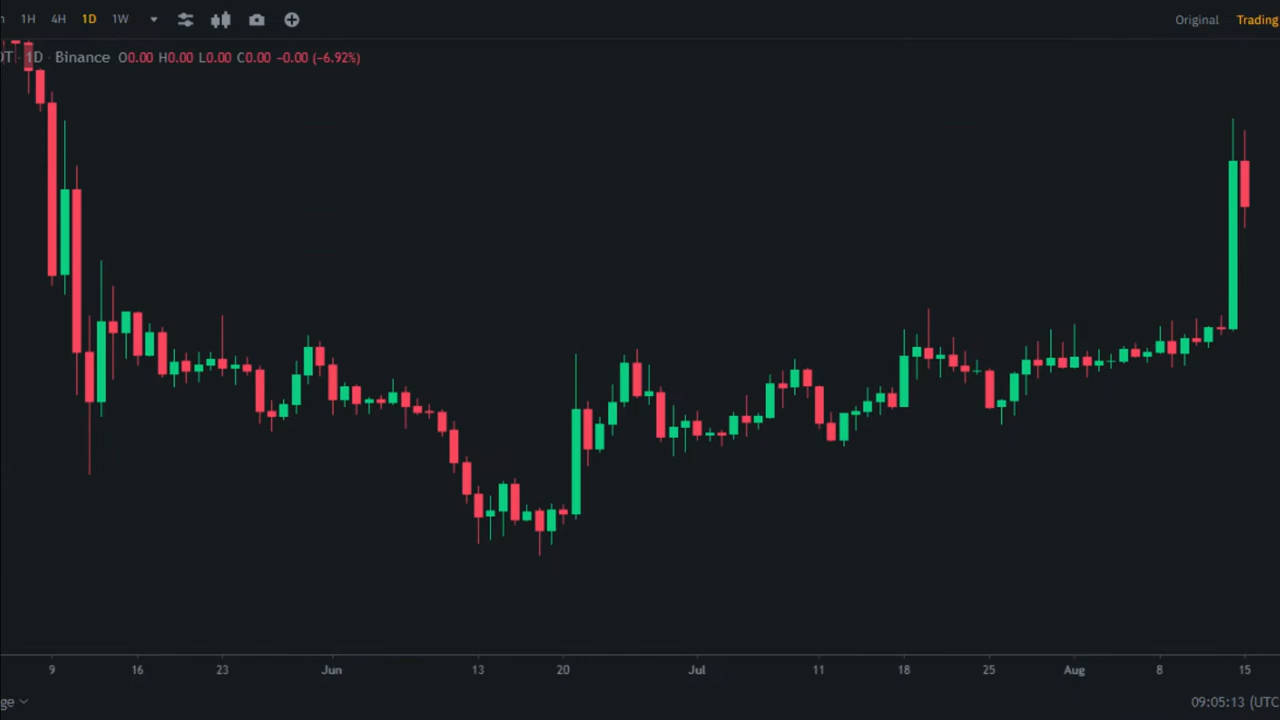 1H 4H 1D 1W Original Trading
1D · Binance O0.00 H0.00 L0.00 C0.00 −0.00 (−6.92%)
9 16 23 Jun 13 20 Jul 11 18 25 Aug 8 15
09:05:13 (UTC